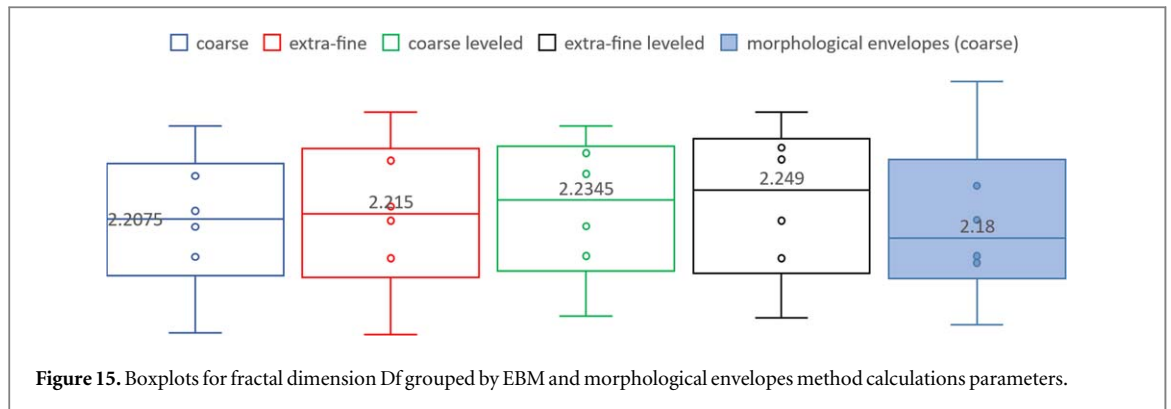 coarse extra-fine coarse leveled extra-fine leveled morphological envelopes (coarse)
2.2075 2.215 2.2345 2.249 2.18
Figure 15. Boxplots for fractal dimension Df grouped by EBM and morphological envelopes method calculations parameters.